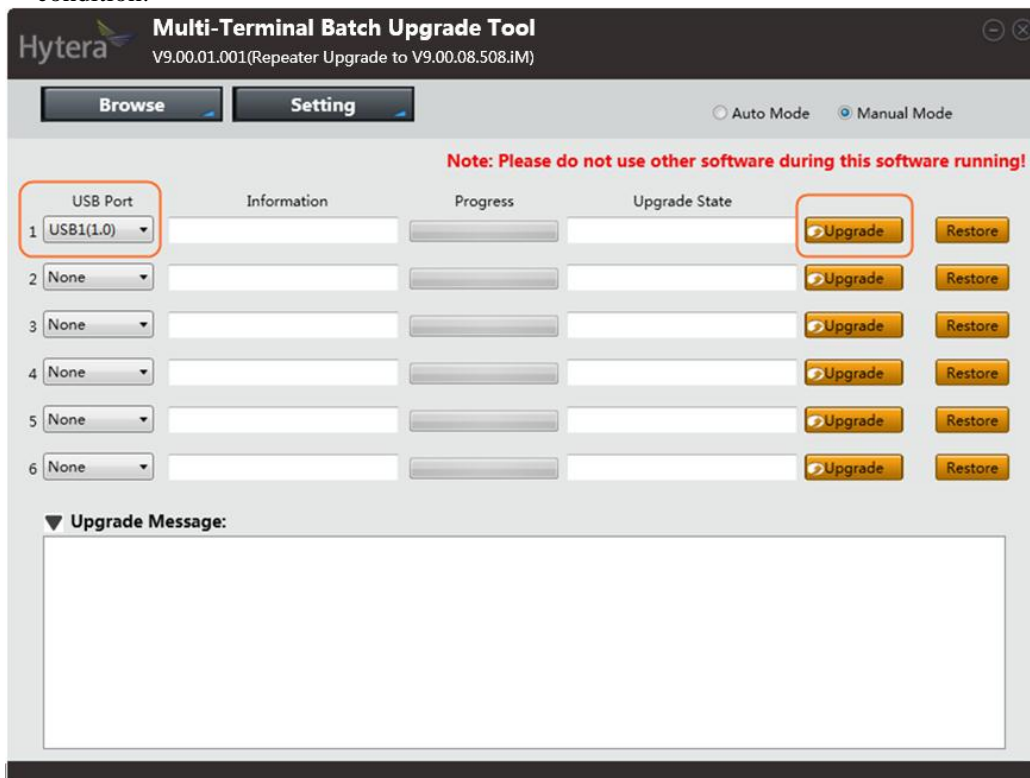 condition.
Hytera
Multi-Terminal Batch Upgrade Tool
V9.00.01.001(Repeater Upgrade to V9.00.08.508.iM)
Browse Setting Auto Mode Manual Mode
Note: Please do not use other software during this software running!
USB Port Information Progress Upgrade State
1 USB1(1.0) Upgrade Restore
2 None Upgrade Restore
3 None Upgrade Restore
4 None Upgrade Restore
5 None Upgrade Restore
6 None Upgrade Restore
Upgrade Message: